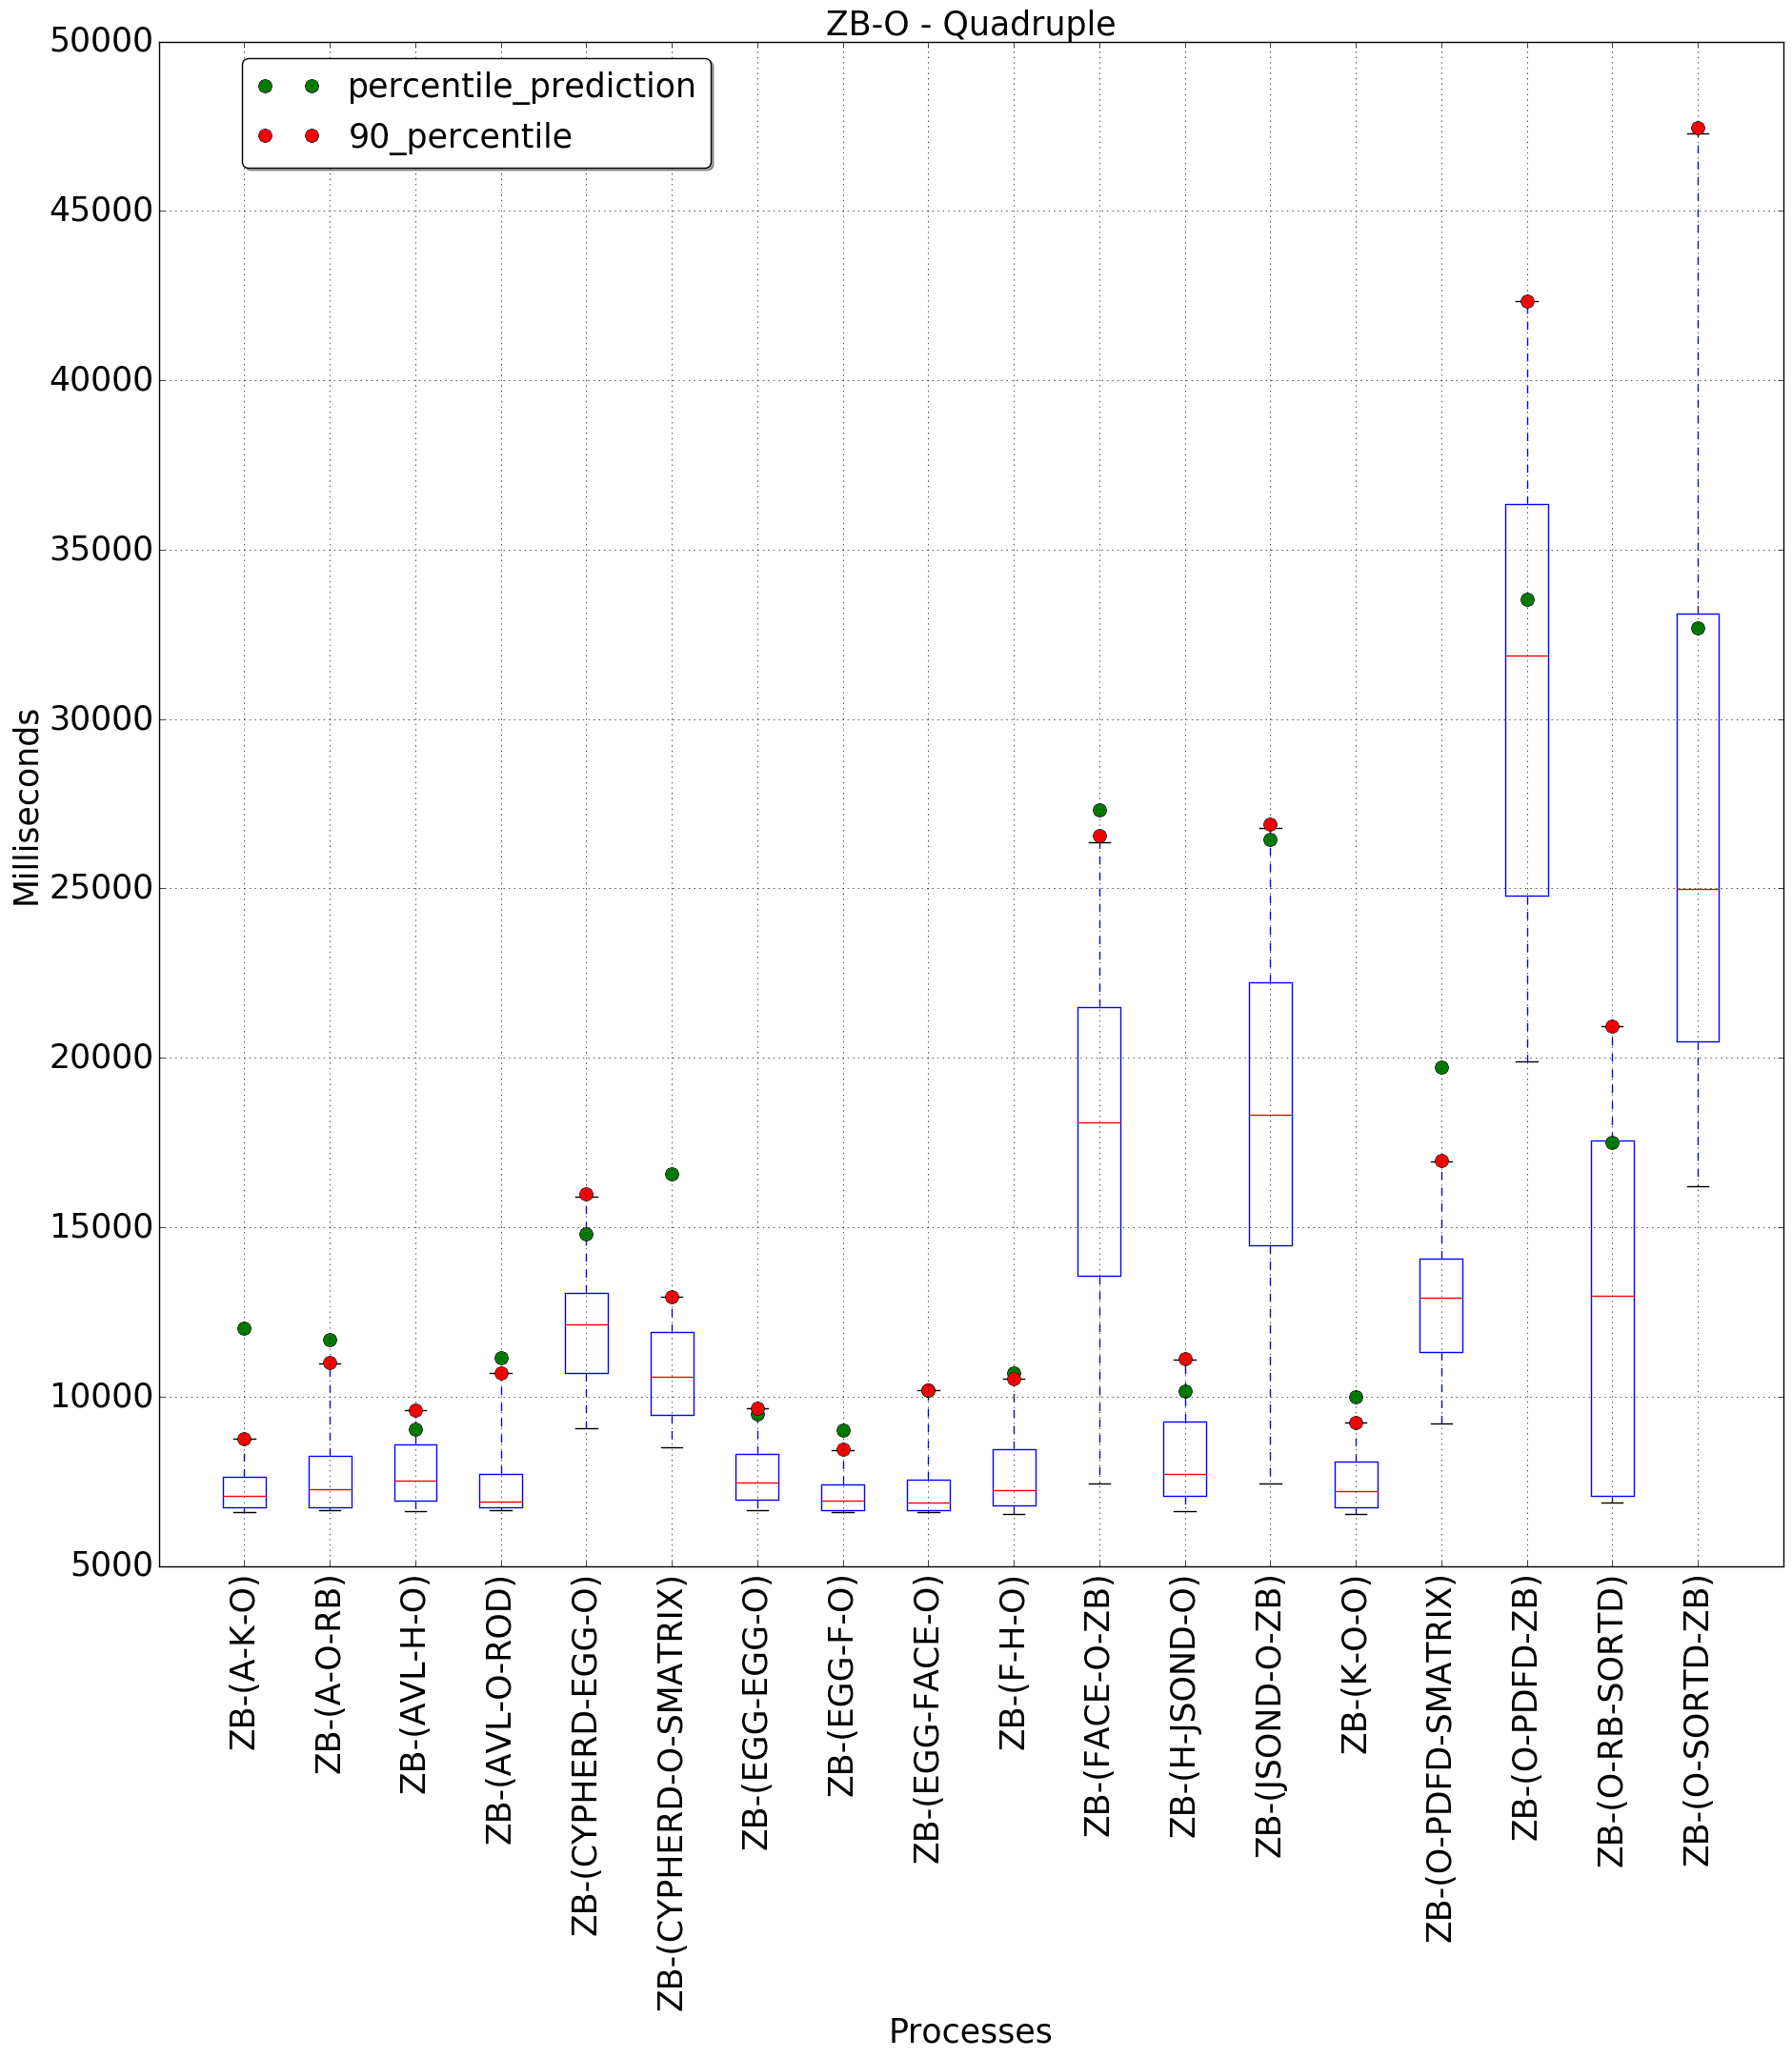 ZB-O - Quadruple
percentile_prediction
90_percentile
50000
45000
40000
35000
30000
25000
20000
15000
10000
5000
Milliseconds
ZB-(A-K-O)
ZB-(A-O-RB)
ZB-(AVL-H-O)
ZB-(AVL-O-ROD)
ZB-(CYPHERD-EGG-O)
ZB-(CYPHERD-O-SMATRIX)
ZB-(EGG-EGG-O)
ZB-(EGG-F-O)
ZB-(EGG-FACE-O)
ZB-(F-H-O)
ZB-(FACE-O-ZB)
ZB-(H-JSOND-O)
ZB-(JSOND-O-ZB)
ZB-(K-O-O)
ZB-(O-PDFD-SMATRIX)
ZB-(O-PDFD-ZB)
ZB-(O-RB-SORTD)
ZB-(O-SORTD-ZB)
Processes